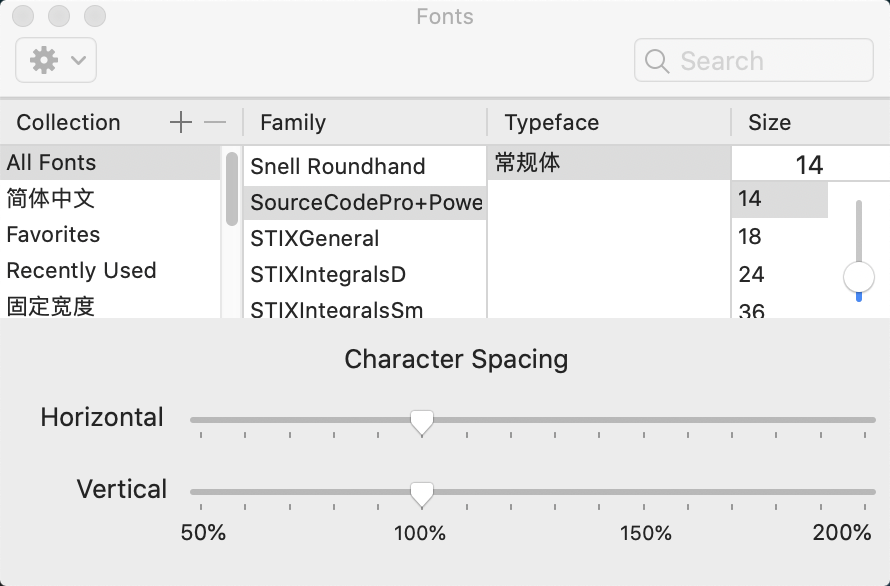 Fonts
Search
Collection
Family
Typeface
Size
All Fonts
简体中文
Favorites
Recently Used
固定宽度
Snell Roundhand
SourceCodePro+Powe
STIXGeneral
STIXIntegralsD
STIXIntegralsSm
常规体
14
14
18
24
36
Character Spacing
Horizontal
Vertical
50% 100% 150% 200%